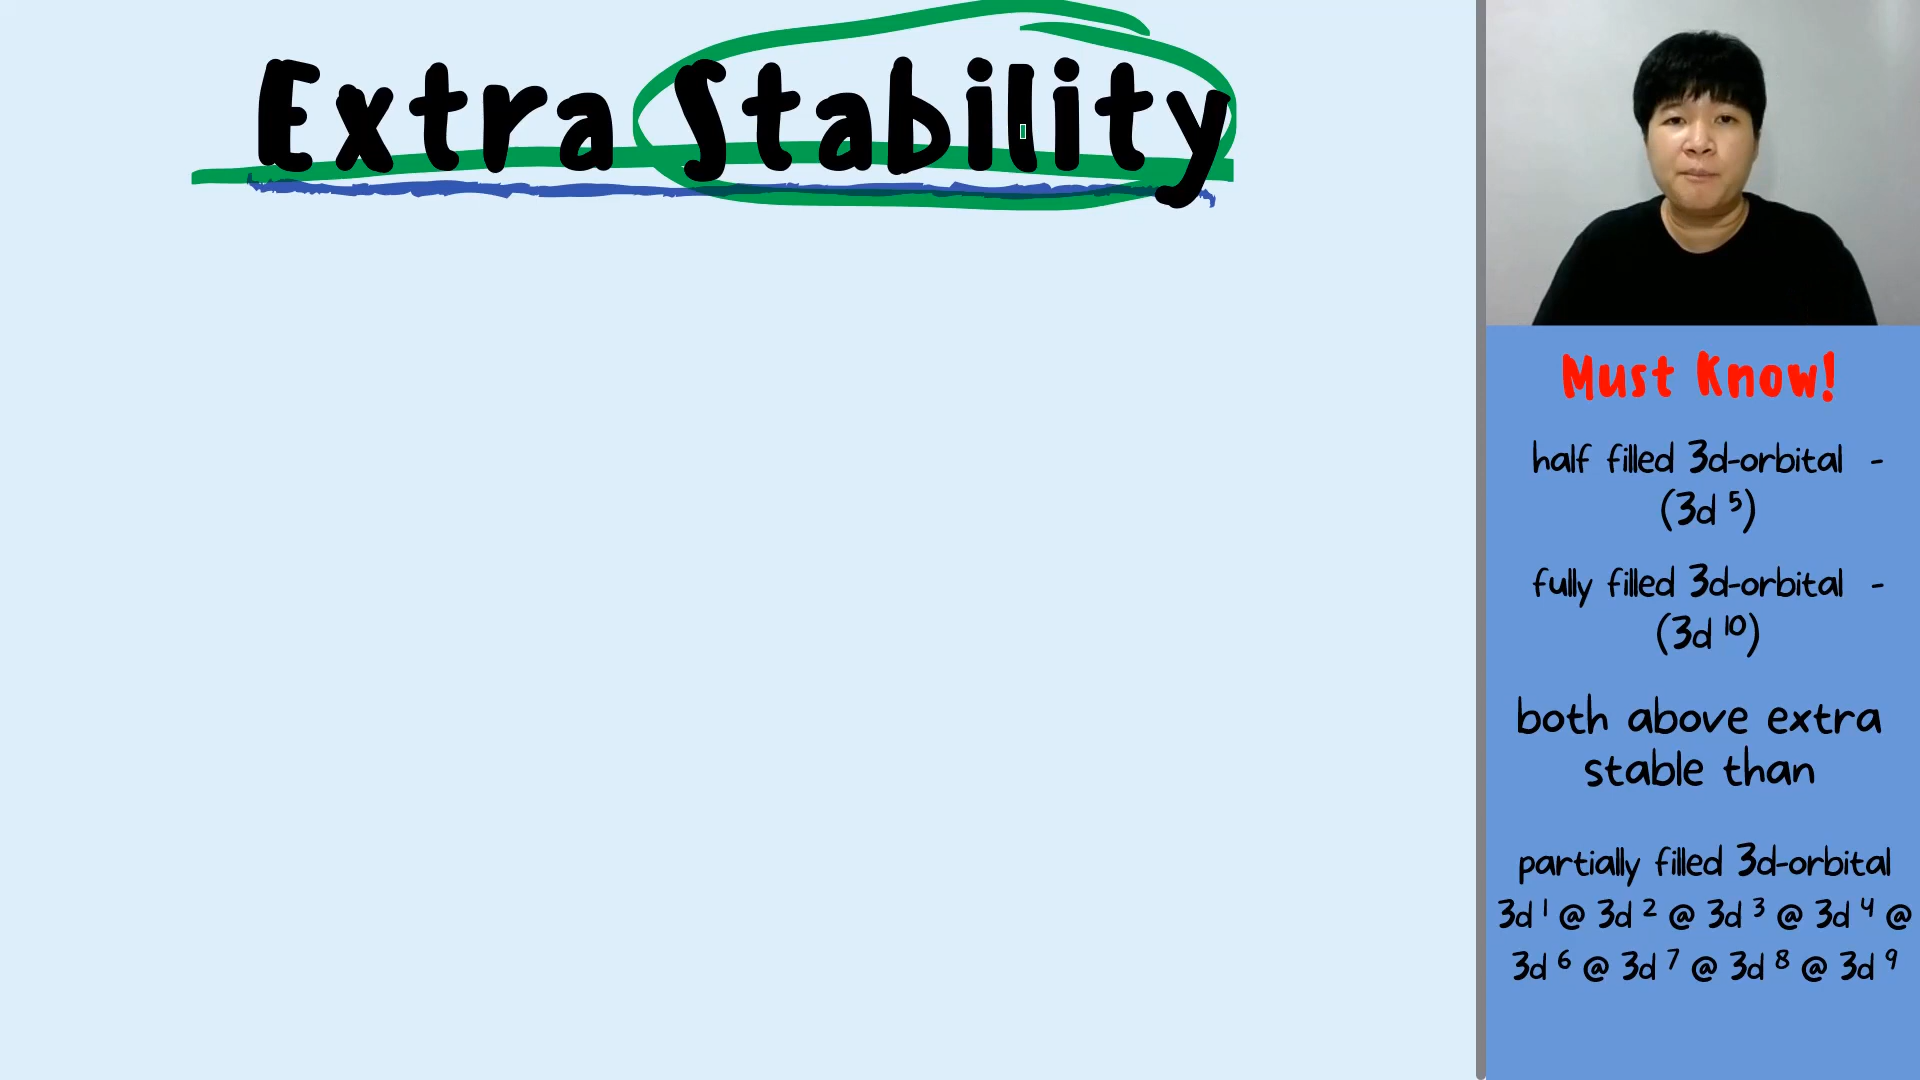 Extra Stability
Must Know!
half filled 3d-orbital -
(3d ⁵)
fully filled 3d-orbital -
(3d ¹⁰)
both above extra
stable than
partially filled 3d-orbital
3d ¹ @ 3d ² @ 3d ³ @ 3d ⁴ @
3d ⁶ @ 3d ⁷ @ 3d ⁸ @ 3d ⁹